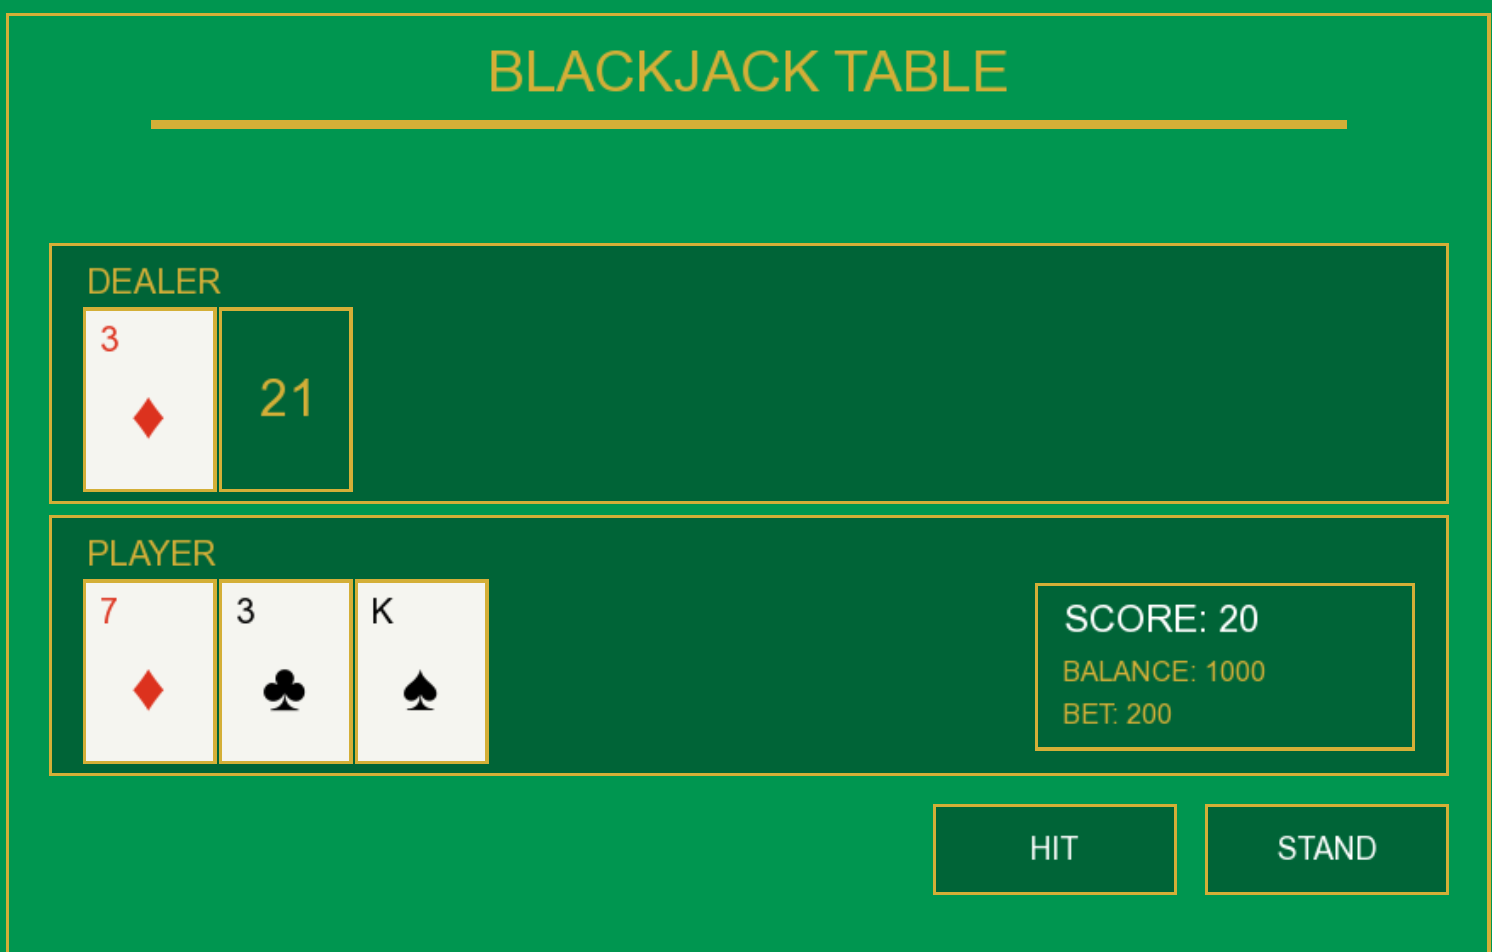 BLACKJACK TABLE
DEALER
3
21
PLAYER
7
3
K
SCORE: 20
BALANCE: 1000
BET: 200
HIT
STAND